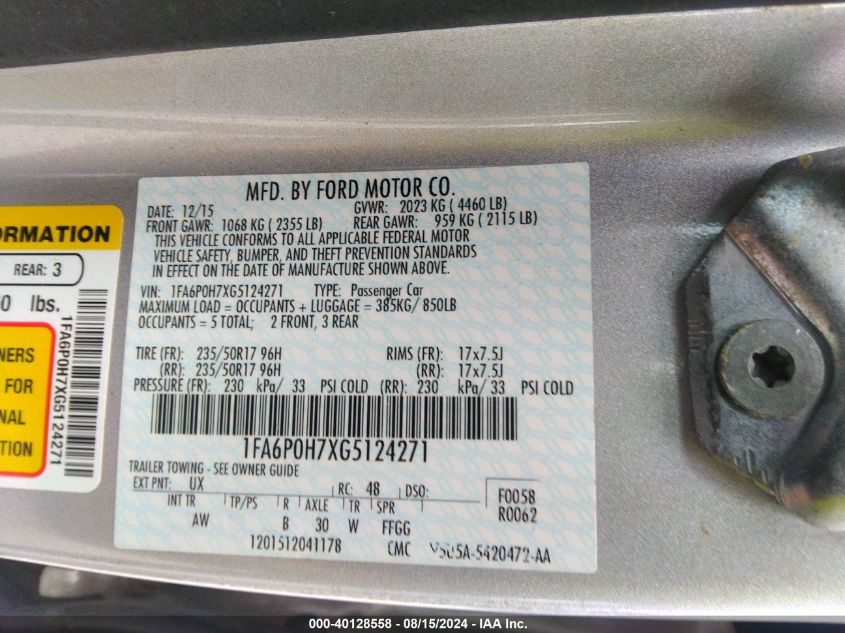 MFD. BY FORD MOTOR CO.
DATE: 12/15 GVWR: 2023 KG ( 4460 LB)
FRONT GAWR: 1068 KG ( 2355 LB) REAR GAWR: 959 KG ( 2115 LB)
THIS VEHICLE CONFORMS TO ALL APPLICABLE FEDERAL MOTOR
VEHICLE SAFETY, BUMPER, AND THEFT PREVENTION STANDARDS
IN EFFECT ON THE DATE OF MANUFACTURE SHOWN ABOVE.
VIN: 1FA6P0H7XG5124271 TYPE: Passenger Car
MAXIMUM LOAD = OCCUPANTS + LUGGAGE = 385KG/ 850LB
OCCUPANTS = 5 TOTAL; 2 FRONT, 3 REAR
TIRE (FR): 235/50R17 96H RIMS (FR): 17x7.5J
(RR): 235/50R17 96H (RR): 17x7.5J
PRESSURE (FR): 230 kPa/ 33 PSI COLD (RR): 230 kPa/ 33 PSI COLD
1FA6P0H7XG5124271
TRAILER TOWING - SEE OWNER GUIDE
EXT PNT: UX RC: 48 DSO: F0058
R0062
INT TR TP/PS R AXLE TR SPR
AW B 30 W FFGG
1201512041178 CMC 5U5A-5420472-AA
ORMATION
REAR: 3
0 lbs.
NERS
L FOR
NAL
TION
1FA6P0H7XG5124271
000-40128558 - 08/15/2024 - IAA Inc.